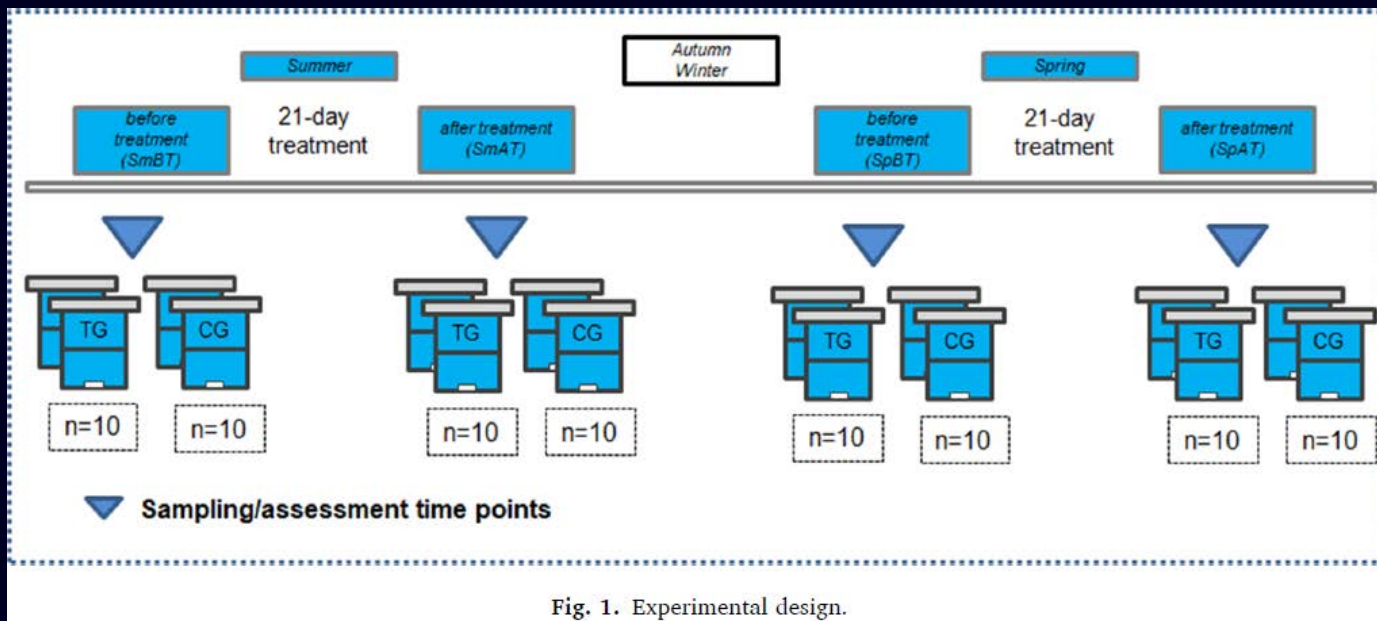 Summer
Autumn
Winter
Spring
before
treatment
(SmBT)
21-day
treatment
after treatment
(SmAT)
before
treatment
(SpBT)
21-day
treatment
after treatment
(SpAT)
TG
CG
TG
CG
TG
CG
TG
CG
n=10
n=10
n=10
n=10
n=10
n=10
n=10
n=10
Sampling/assessment time points
Fig. 1. Experimental design.